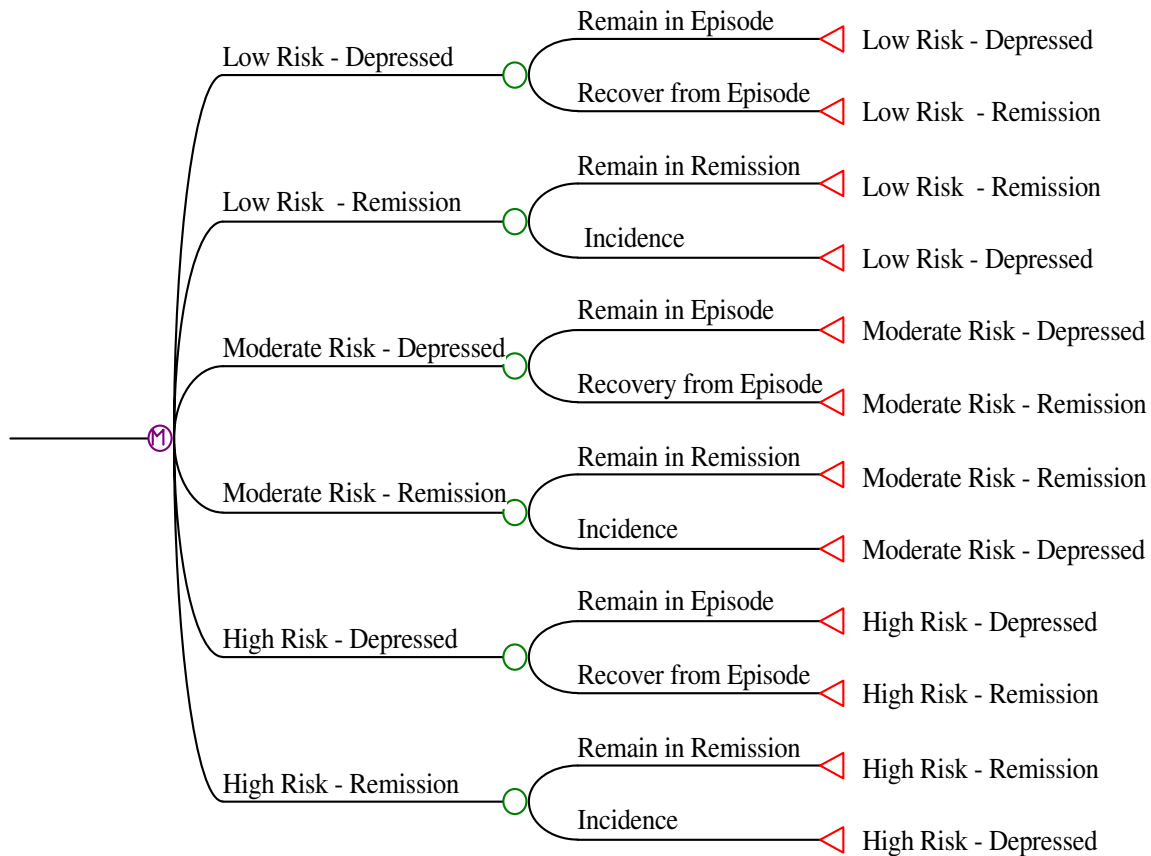 Remain in Episode
Low Risk - Depressed
Low Risk - Depressed
Recover from Episode
Low Risk  - Remission
Remain in Remission
Low Risk  - Remission
Low Risk  - Remission
Incidence
Low Risk - Depressed
Remain in Episode
Moderate Risk - Depressed
Moderate Risk - Depressed
Recovery from Episode
Moderate Risk - Remission
M
Remain in Remission
Moderate Risk - Remission
Moderate Risk - Remission
Incidence
Moderate Risk - Depressed
Remain in Episode
High Risk - Depressed
High Risk - Depressed
Recover from Episode
High Risk - Remission
Remain in Remission
High Risk - Remission
High Risk - Remission
Incidence
High Risk - Depressed